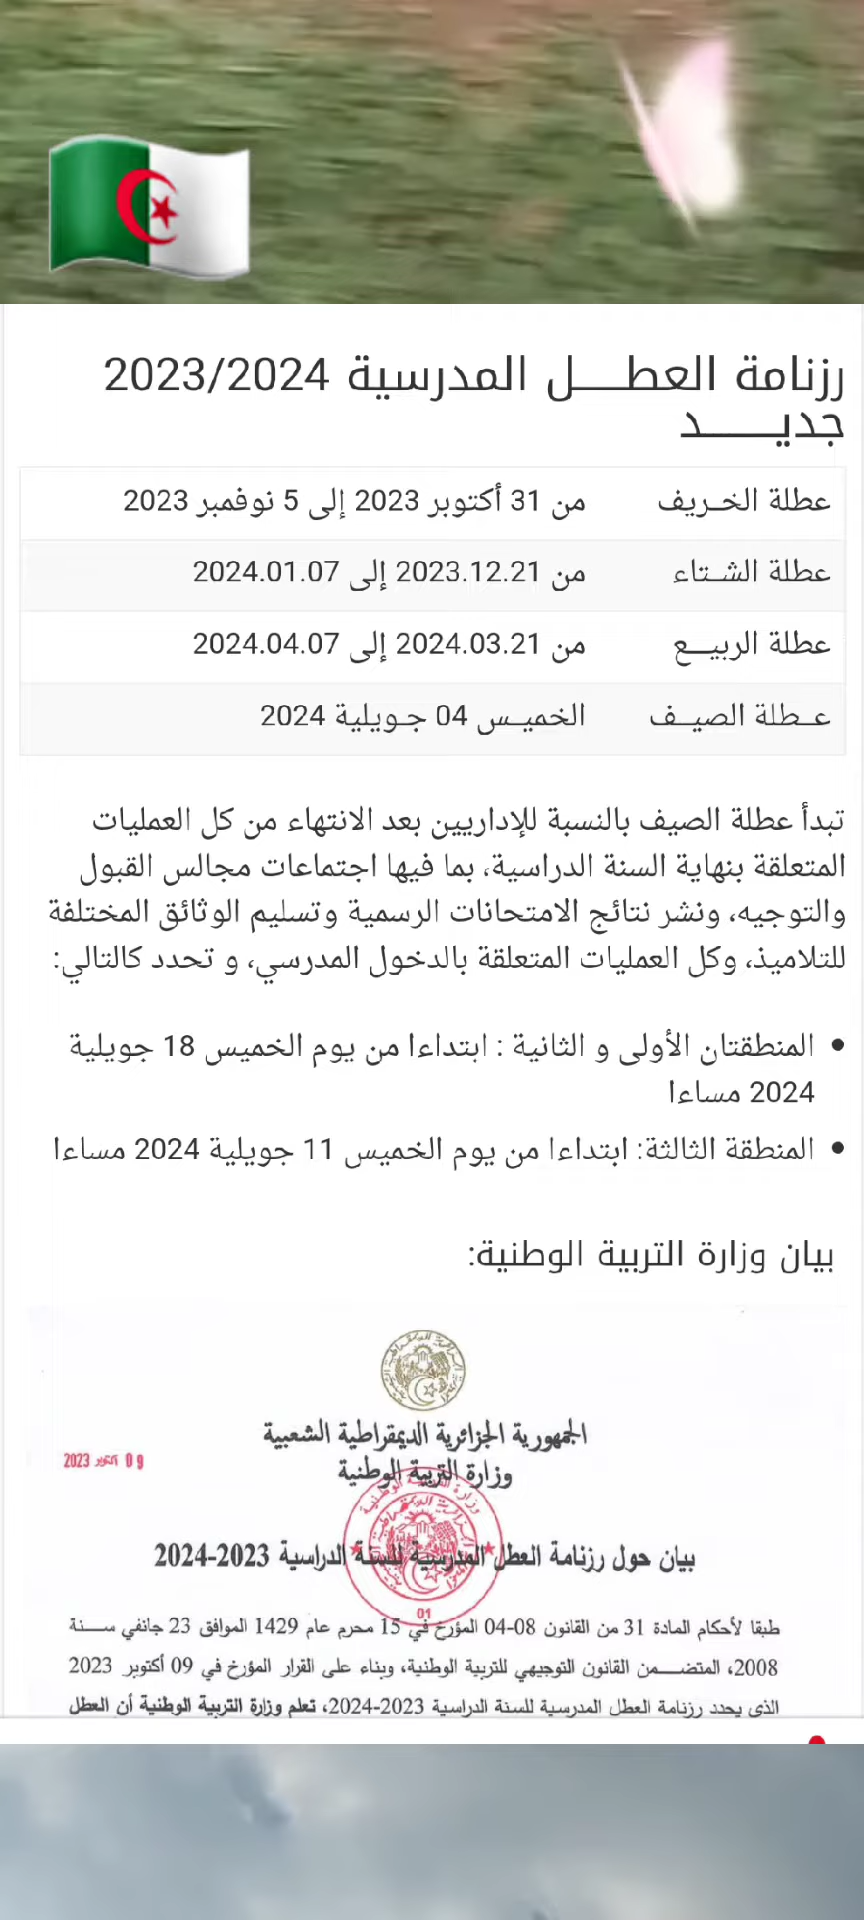 رزنامة العطـــل المدرسية 2023/2024
جديــــــد
عطلة الخـريف من 31 أكتوبر 2023 إلى 5 نوفمبر 2023
عطلة الشـتاء من 2023.12.21 إلى 2024.01.07
عطلة الربيـــع من 2024.03.21 إلى 2024.04.07
عـطلة الصيـف الخميـس 04 جـويلية 2024
تبدأ عطلة الصيف بالنسبة للإداريين بعد الانتهاء من كل العمليات
المتعلقة بنهاية السنة الدراسية، بما فيها اجتماعات مجالس القبول
والتوجيه، ونشر نتائج الامتحانات الرسمية وتسليم الوثائق المختلفة
للتلاميذ، وكل العمليات المتعلقة بالدخول المدرسي، و تحدد كالتالي:
• المنطقتان الأولى و الثانية : ابتداءا من يوم الخميس 18 جويلية
2024 مساءا
• المنطقة الثالثة: ابتداءا من يوم الخميس 11 جويلية 2024 مساءا
بيان وزارة التربية الوطنية:
الجمهورية الجزائرية الديمقراطية الشعبية
09 أكتوبر 2023
وزارة التربية الوطنية
بيان حول رزنامة العطل المدرسية للسنة الدراسية 2023-2024
01
طبقا لأحكام المادة 31 من القانون 08-04 المؤرخ في 15 محرم عام 1429 الموافق 23 جانفي ســـنة
2008، المتضـــمن القانون التوجيهي للتربية الوطنية، وبناء على القرار المؤرخ في 09 أكتوبر 2023
الذي يحدد رزنامة العطل المدرسية للسنة الدراسية 2023-2024، تعلم وزارة التربية الوطنية أن العطل